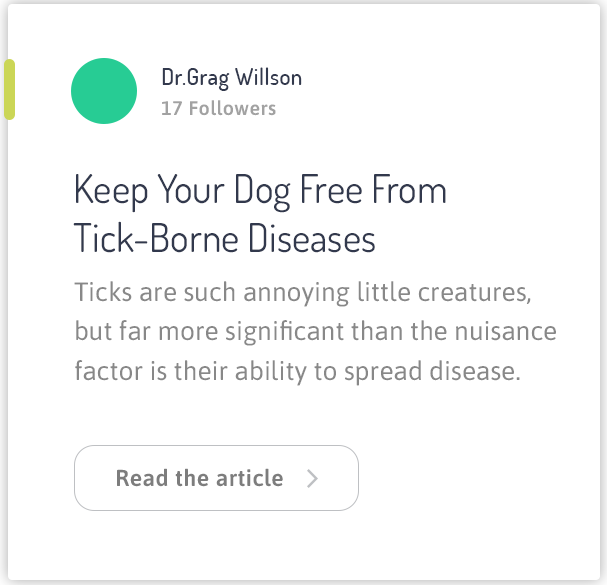 Dr.Grag Willson
17 Followers
Keep Your Dog Free From
Tick-Borne Diseases
Ticks are such annoying little creatures,
but far more significant than the nuisance
factor is their ability to spread disease.
Read the article